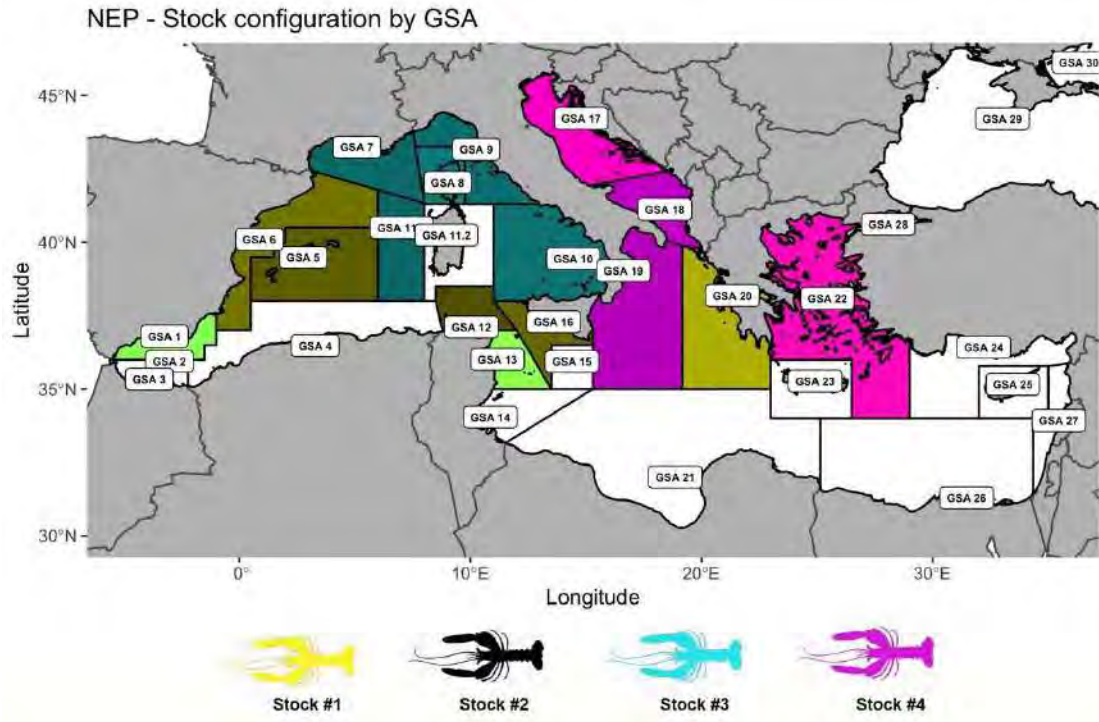 NEP - Stock configuration by GSA
45°N
40°N
35°N
30°N
Latitude
GSA 30
GSA 29
GSA 17
GSA 7
GSA 9
GSA 8
GSA 18
GSA 28
GSA 6
GSA 11
GSA 11.2
GSA 5
GSA 10
GSA 19
GSA 20
GSA 22
GSA 12
GSA 16
GSA 1
GSA 2
GSA 3
GSA 4
GSA 13
GSA 15
GSA 23
GSA 24
GSA 25
GSA 14
GSA 27
GSA 21
GSA 26
0°
10°E
20°E
30°E
Longitude
Stock #1
Stock #2
Stock #3
Stock #4